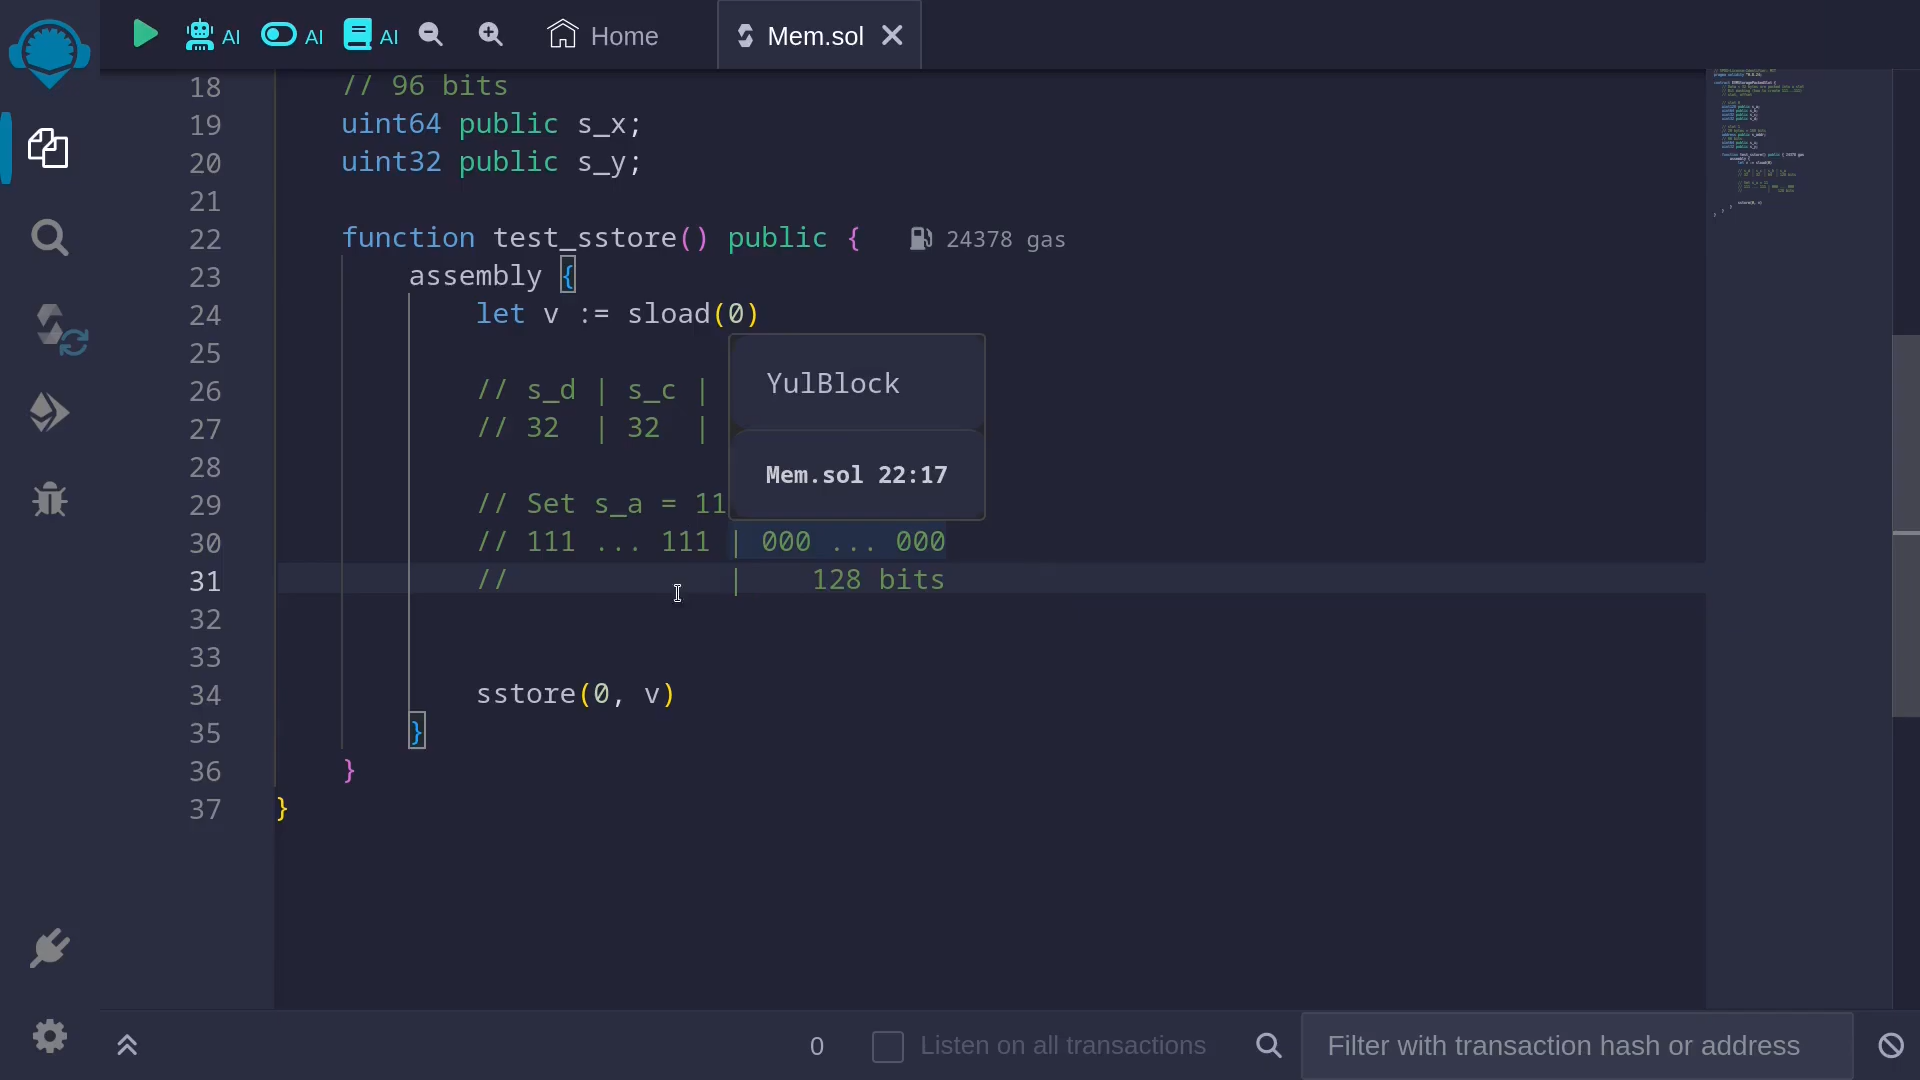 AI
AI
AI
Home
Mem.sol
18 // 96 bits
19 uint64 public s_x;
20 uint32 public s_y;
21
22 function test_sstore() public { 24378 gas
23 assembly {
24 let v := sload(0)
25
26 // s_d | s_c |
27 // 32 | 32 |
28
29 // Set s_a = 11
30 // 111 ... 111 | 000 ... 000
31 // | 128 bits
32
33
34 sstore(0, v)
35 }
36 }
37 }
YulBlock
Mem.sol 22:17
0
Listen on all transactions
Filter with transaction hash or address